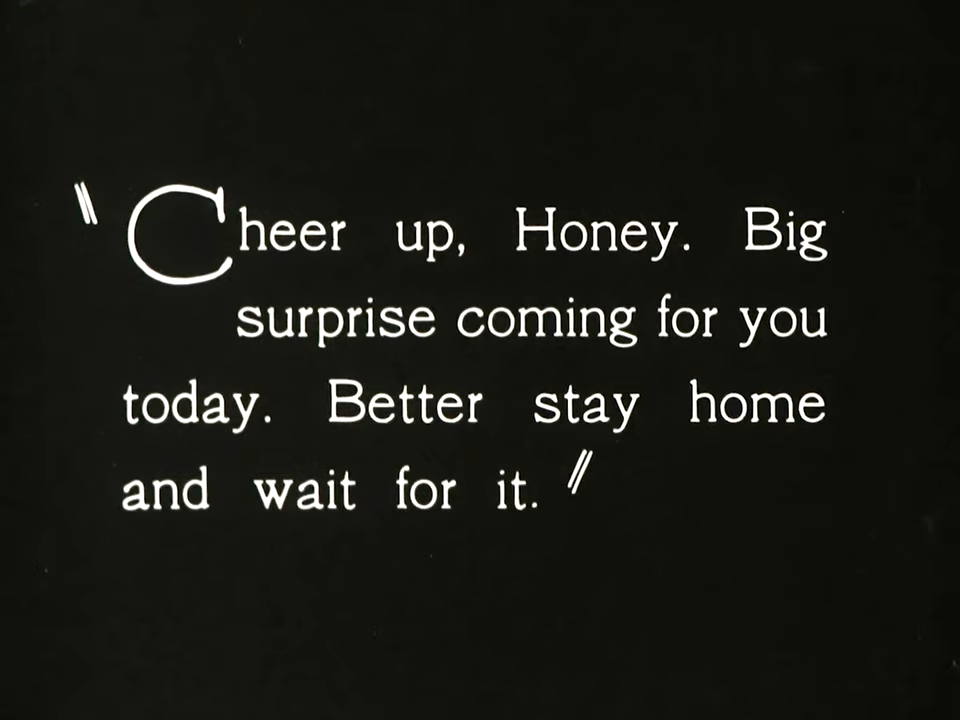 "Cheer up, Honey. Big
surprise coming for you
today. Better stay home
and wait for it."